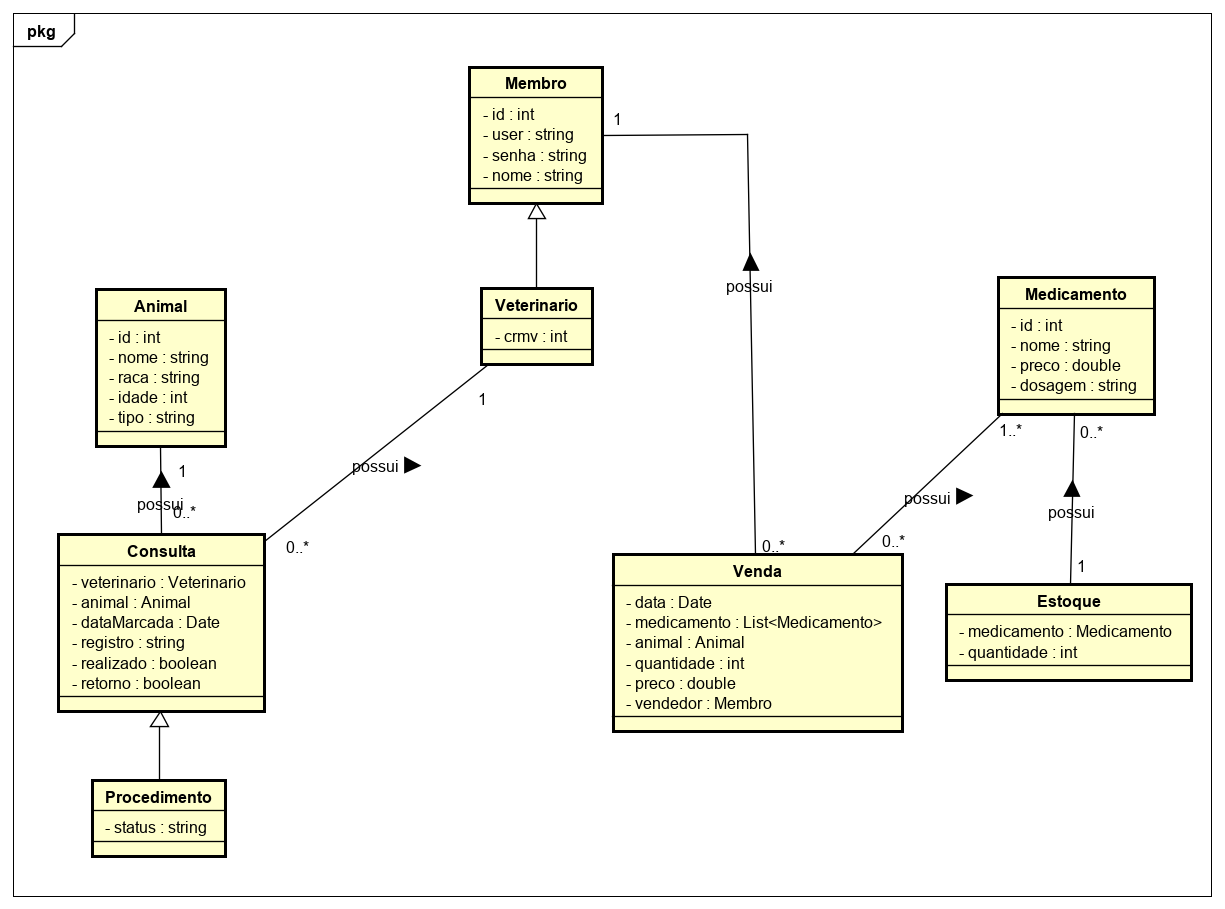 pkg
Membro
- id : int
- user : string
- senha : string
- nome : string
1
possui
Veterinario
- crmv : int
1
possui
0..*
Animal
- id : int
- nome : string
- raca : string
- idade : int
- tipo : string
1
possui
0..*
Consulta
- veterinario : Veterinario
- animal : Animal
- dataMarcada : Date
- registro : string
- realizado : boolean
- retorno : boolean
Procedimento
- status : string
Medicamento
- id : int
- nome : string
- preco : double
- dosagem : string
1..*
0..*
possui
possui
0..*
0..*
1
Venda
- data : Date
- medicamento : List<Medicamento>
- animal : Animal
- quantidade : int
- preco : double
- vendedor : Membro
Estoque
- medicamento : Medicamento
- quantidade : int